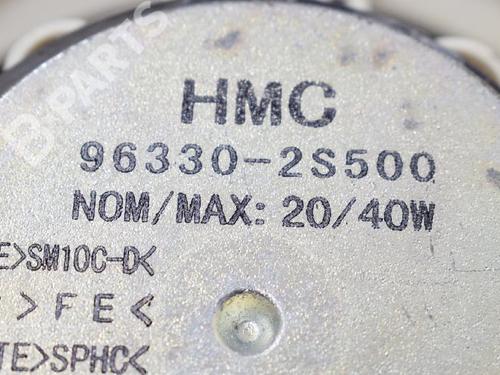 HMC
96330-2S500
NOM/MAX: 20/40W
E>SM10C-D<
>FE<
TE>SPHC<
B-PARTS